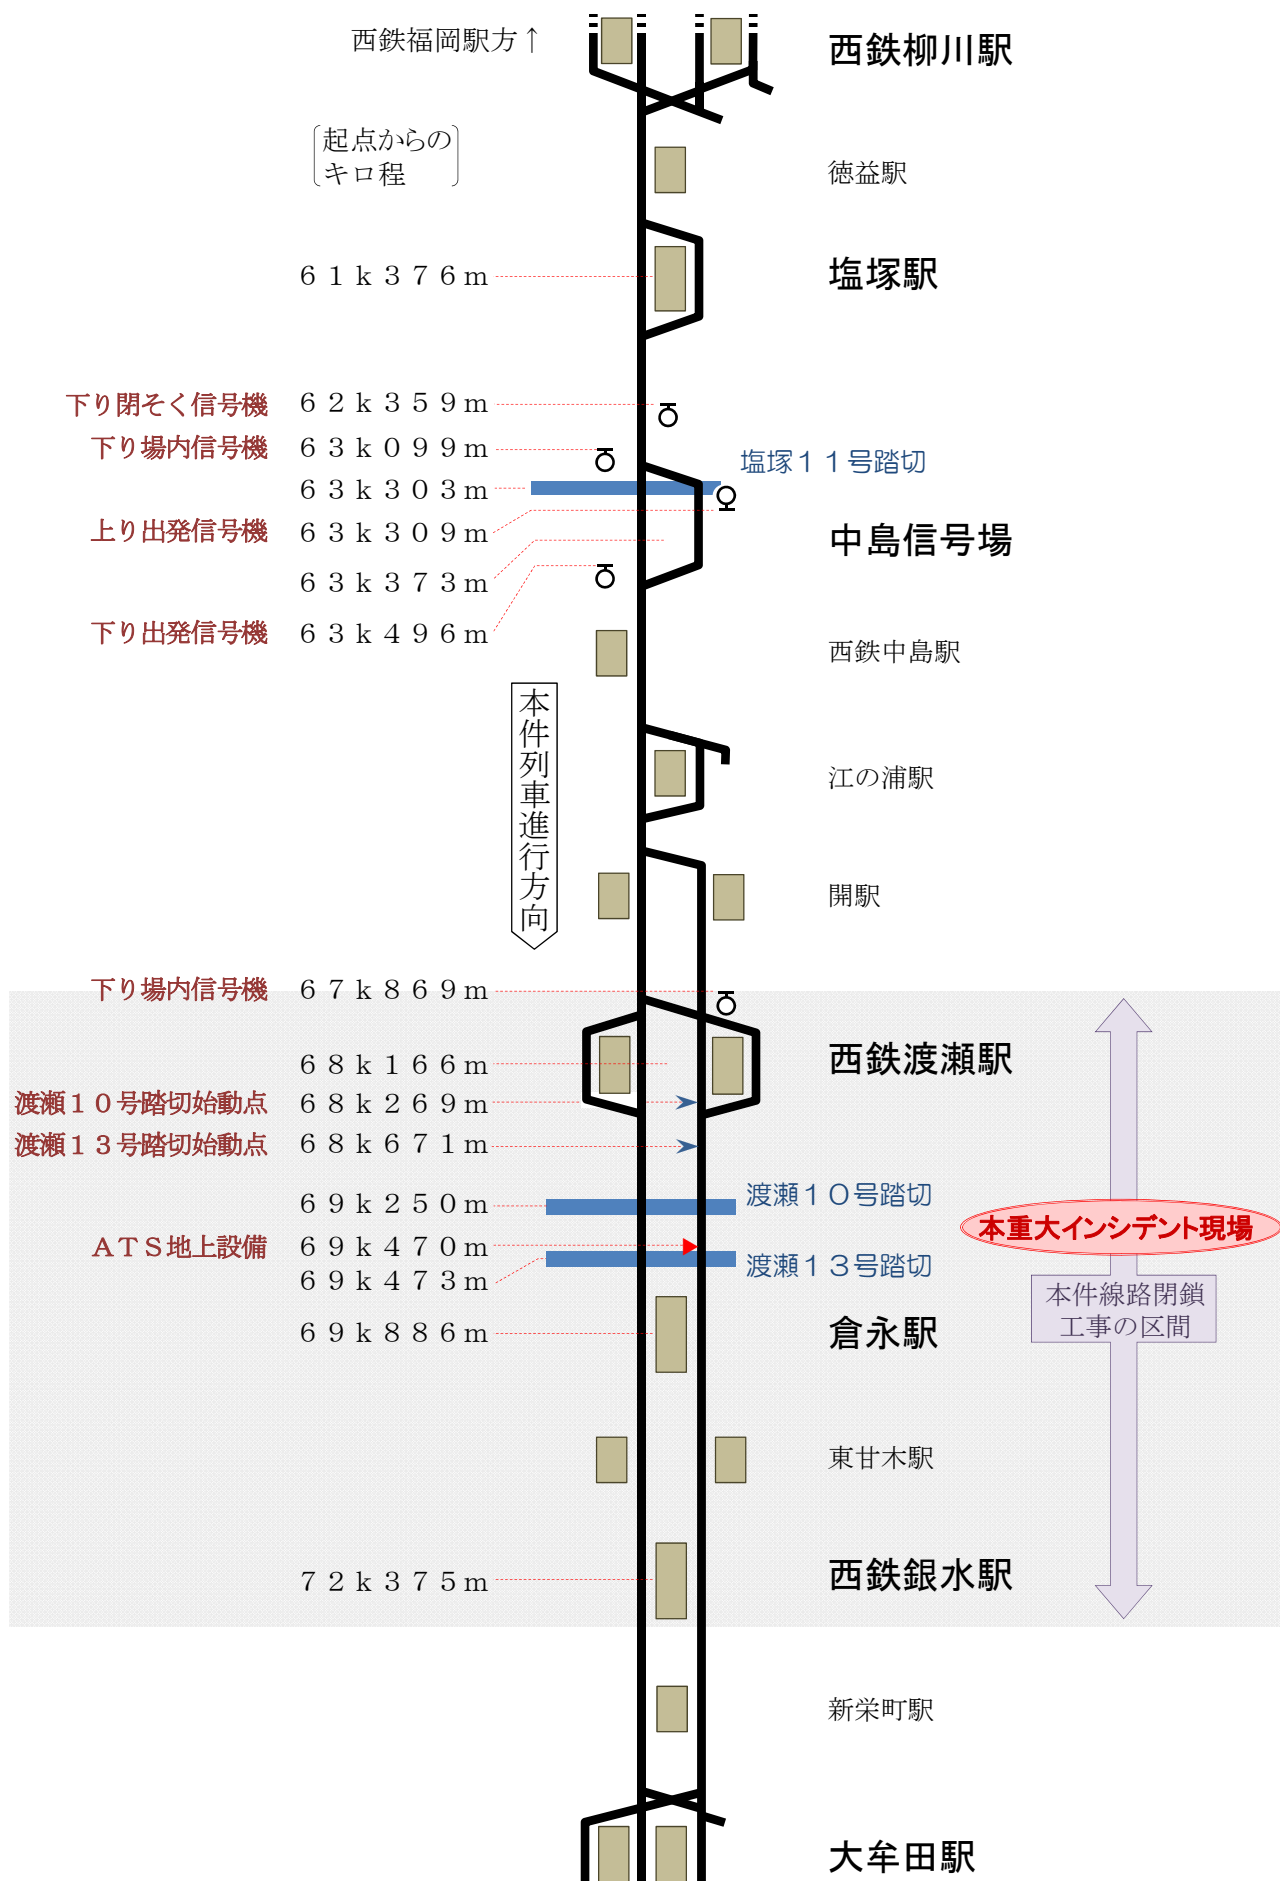 西鉄福岡駅方↑
西鉄柳川駅
起点からの
キロ程
徳益駅
６１ｋ３７６ｍ
塩塚駅
下り閉そく信号機 ６２ｋ３５９ｍ
下り場内信号機 ６３ｋ０９９ｍ
塩塚１１号踏切
６３ｋ３０３ｍ
上り出発信号機 ６３ｋ３０９ｍ
中島信号場
６３ｋ３７３ｍ
下り出発信号機 ６３ｋ４９６ｍ
西鉄中島駅
本件列車進行方向
江の浦駅
開駅
下り場内信号機 ６７ｋ８６９ｍ
６８ｋ１６６ｍ
西鉄渡瀬駅
渡瀬１０号踏切始動点 ６８ｋ２６９ｍ
渡瀬１３号踏切始動点 ６８ｋ６７１ｍ
６９ｋ２５０ｍ
渡瀬１０号踏切
本重大インシデント現場
ＡＴＳ地上設備 ６９ｋ４７０ｍ
渡瀬１３号踏切
６９ｋ４７３ｍ
本件線路閉鎖
工事の区間
６９ｋ８８６ｍ
倉永駅
東甘木駅
７２ｋ３７５ｍ
西鉄銀水駅
新栄町駅
大牟田駅